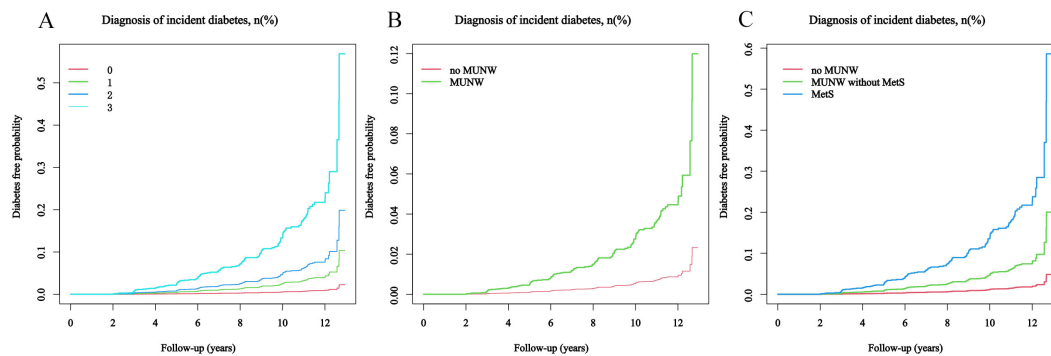 A
Diagnosis of incident diabetes, n(%)
0
1
2
3
Diabetes free probability
0.0
0.1
0.2
0.3
0.4
0.5
0 2 4 6 8 10 12
Follow-up (years)
B
Diagnosis of incident diabetes, n(%)
no MUNW
MUNW
Diabetes free probability
0.00
0.02
0.04
0.06
0.08
0.10
0.12
0 2 4 6 8 10 12
Follow-up (years)
C
Diagnosis of incident diabetes, n(%)
no MUNW
MUNW without MetS
MetS
Diabetes free probability
0.0
0.1
0.2
0.3
0.4
0.5
0.6
0 2 4 6 8 10 12
Follow-up (years)